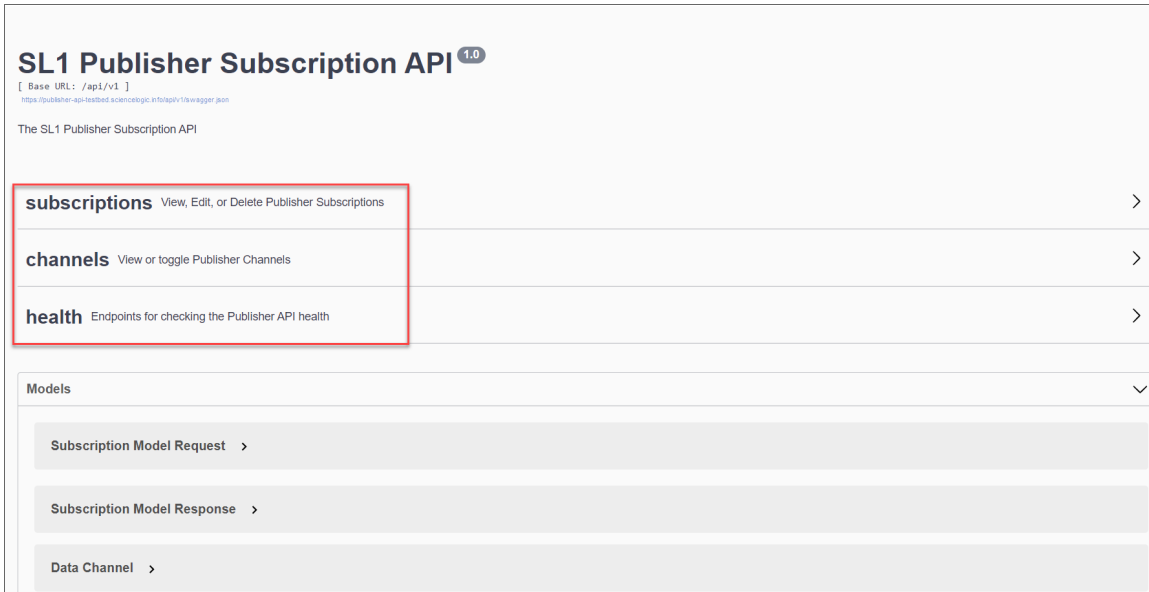 SL1 Publisher Subscription API 1.0
[ Base URL: /api/v1 ]
https://publisher-api-testbed.sciencelogic.info/api/v1/swagger.json
The SL1 Publisher Subscription API
subscriptions View, Edit, or Delete Publisher Subscriptions
channels View or toggle Publisher Channels
health Endpoints for checking the Publisher API health
Models
Subscription Model Request
Subscription Model Response
Data Channel